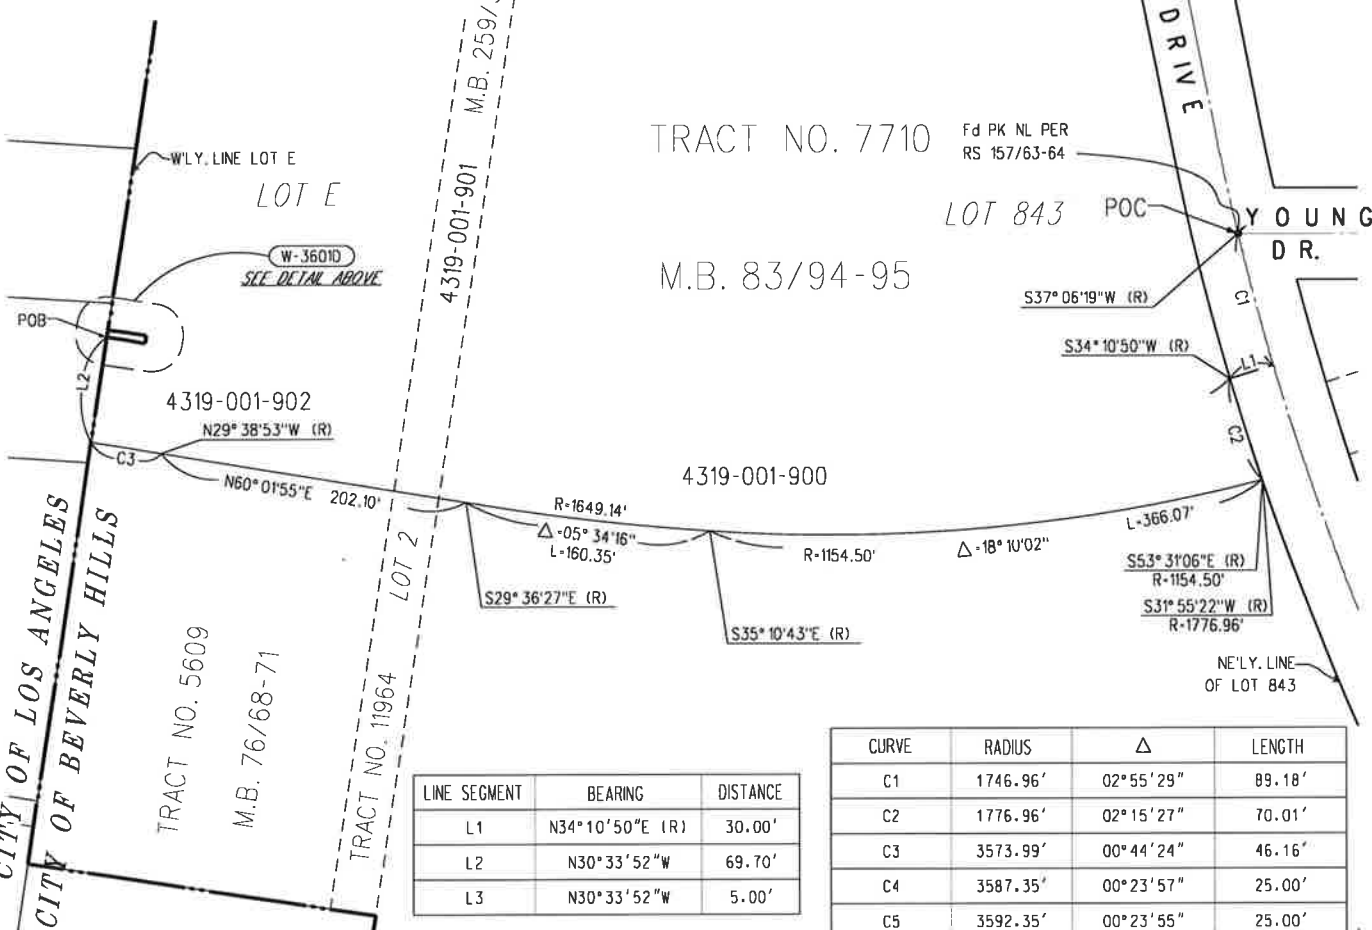 DRIVE
M.B. 259/
4319-001-901
TRACT NO. 7710
Fd PK NL PER
RS 157/63-64
W'LY. LINE LOT E
LOT E
LOT 843
POC
YOUNG
DR.
W-36010
SEE DETAIL ABOVE
M.B. 83/94-95
S37°06'19"W (R)
C1
POB
S34°10'50"W (R)
L1
L2
4319-001-902
N29°38'53"W (R)
C3
C2
N60°01'55"E 202.10'
4319-001-900
R=1649.14'
Δ=05°34'16"
L=160.35'
R=1154.50'
Δ=18°10'02"
L=366.07'
S53°31'06"E (R)
R=1154.50'
S31°55'22"W (R)
R=1776.96'
S29°36'27"E (R)
S35°10'43"E (R)
NE'LY. LINE
OF LOT 843
CITY OF LOS ANGELES
CITY OF BEVERLY HILLS
TRACT NO. 5609
M.B. 76/68-71
TRACT NO. 11964 LOT 2
LINE SEGMENT BEARING DISTANCE
L1 N34°10'50"E (R) 30.00'
L2 N30°33'52"W 69.70'
L3 N30°33'52"W 5.00'
CURVE RADIUS Δ LENGTH
C1 1746.96' 02°55'29" 89.18'
C2 1776.96' 02°15'27" 70.01'
C3 3573.99' 00°44'24" 46.16'
C4 3587.35' 00°23'57" 25.00'
C5 3592.35' 00°23'55" 25.00'